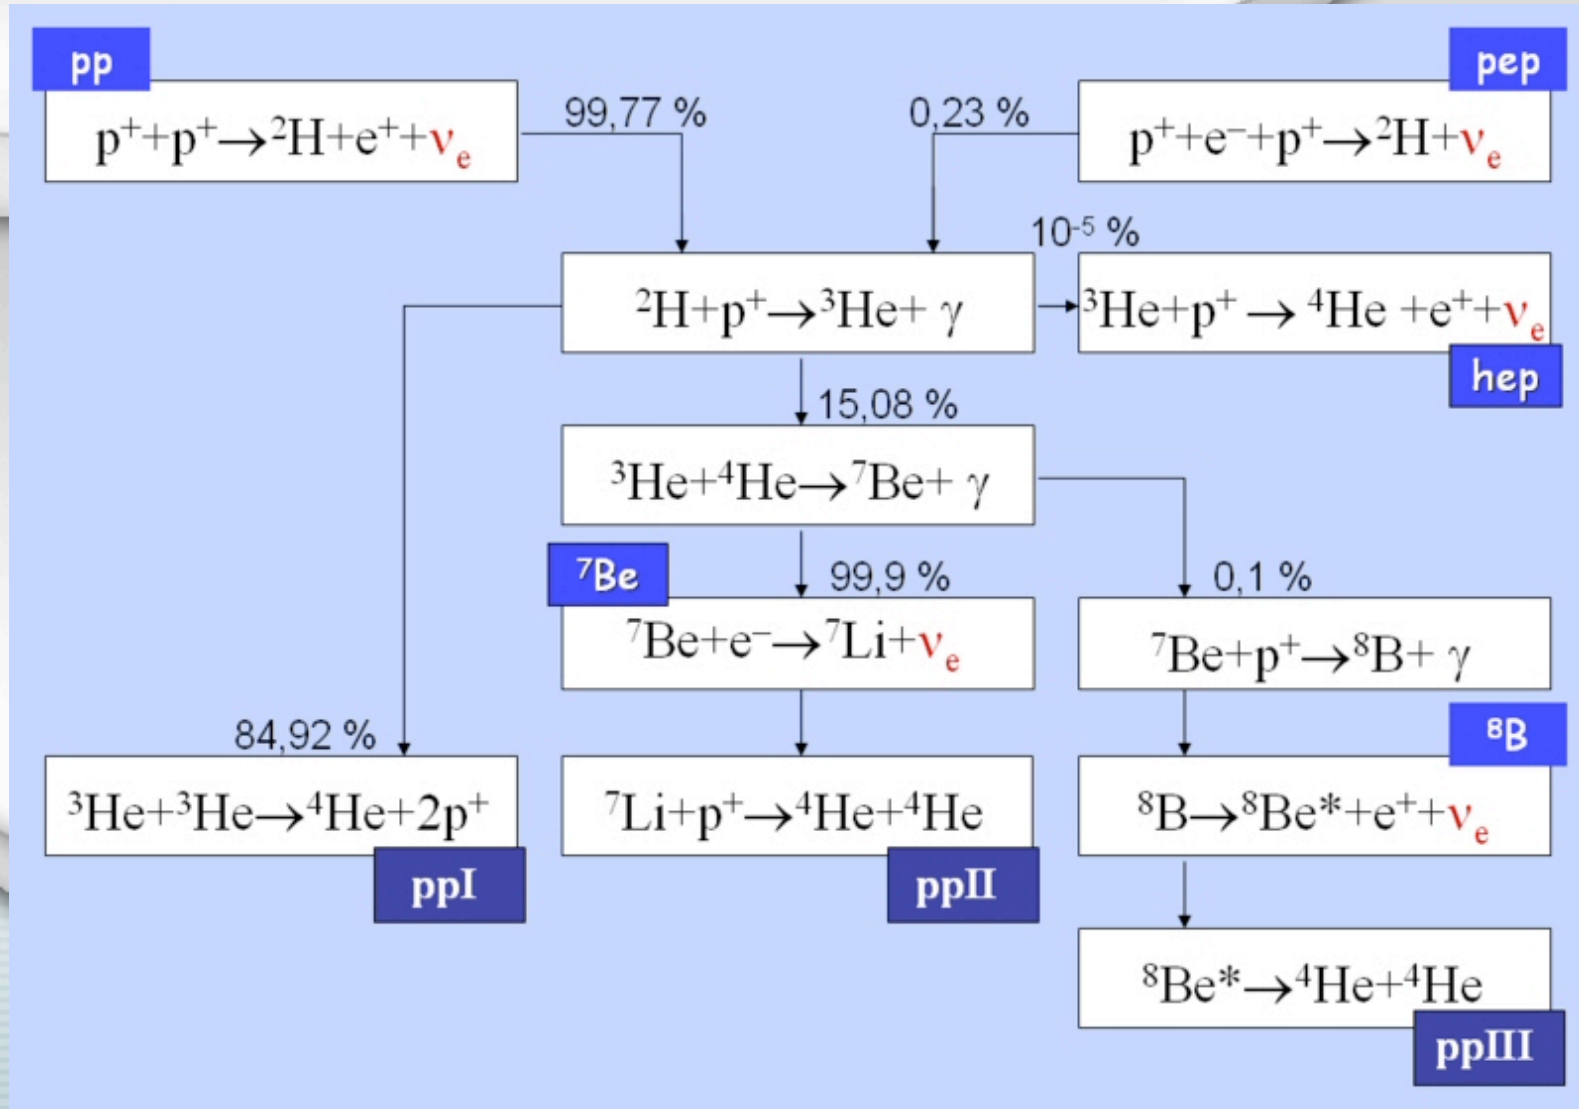 pp
pep
p⁺+p⁺→²H+e⁺+νₑ
99,77 %
0,23 %
p⁺+e⁻+p⁺→²H+νₑ
10⁻⁵ %
²H+p⁺→³He+ γ
³He+p⁺→ ⁴He +e⁺+νₑ
hep
15,08 %
³He+⁴He→⁷Be+ γ
⁷Be
99,9 %
0,1 %
⁷Be+e⁻→⁷Li+νₑ
⁷Be+p⁺→⁸B+ γ
84,92 %
⁸B
³He+³He→⁴He+2p⁺
⁷Li+p⁺→⁴He+⁴He
⁸B→⁸Be*+e⁺+νₑ
ppI
ppII
⁸Be*→⁴He+⁴He
ppIII